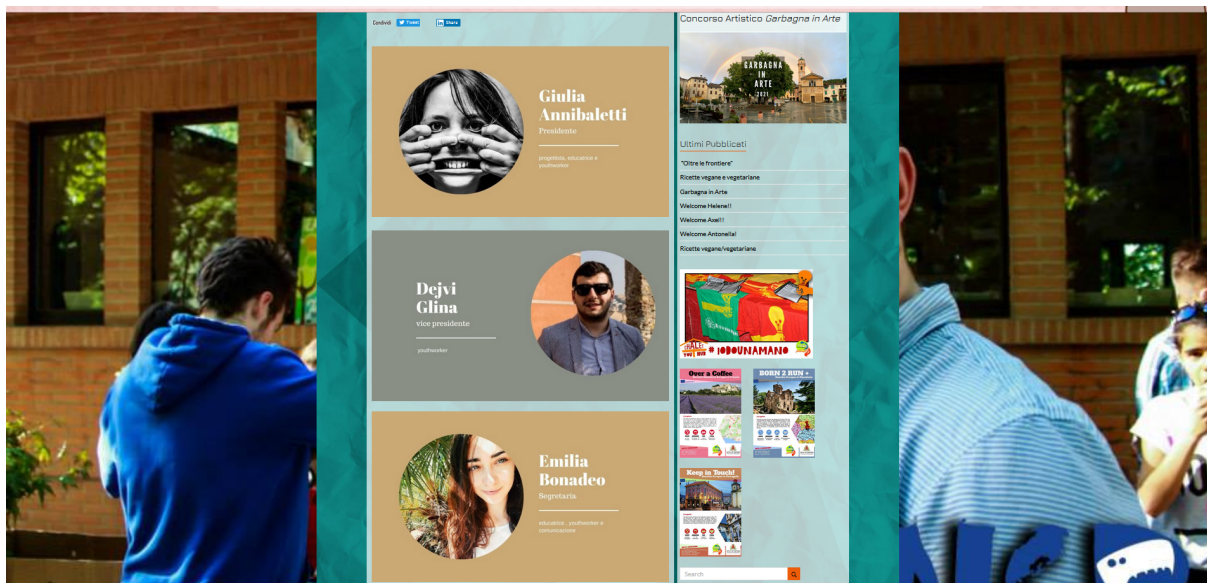 Condividi
Tweet
Share
Giulia
Annibaletti
Presidente
progettista, educatrice e
youthworker
Dejvi
Glina
vice presidente
youthworker
Emilia
Bonadeo
Segretaria
educatrice , youthworker e
comunicazione
Concorso Artistico Garbagna in Arte
GARBAGNA
IN
ARTE
2021
Ultimi Pubblicati
"Oltre le frontiere"
Ricette vegane e vegetariane
Garbagna in Arte
Welcome Helene!!
Welcome Axel!!
Welcome Antonella!
Ricette vegane/vegetariane
# IODOUNAMANO
Over a Coffee
BORN 2 RUN +
Keep in Touch!
Search